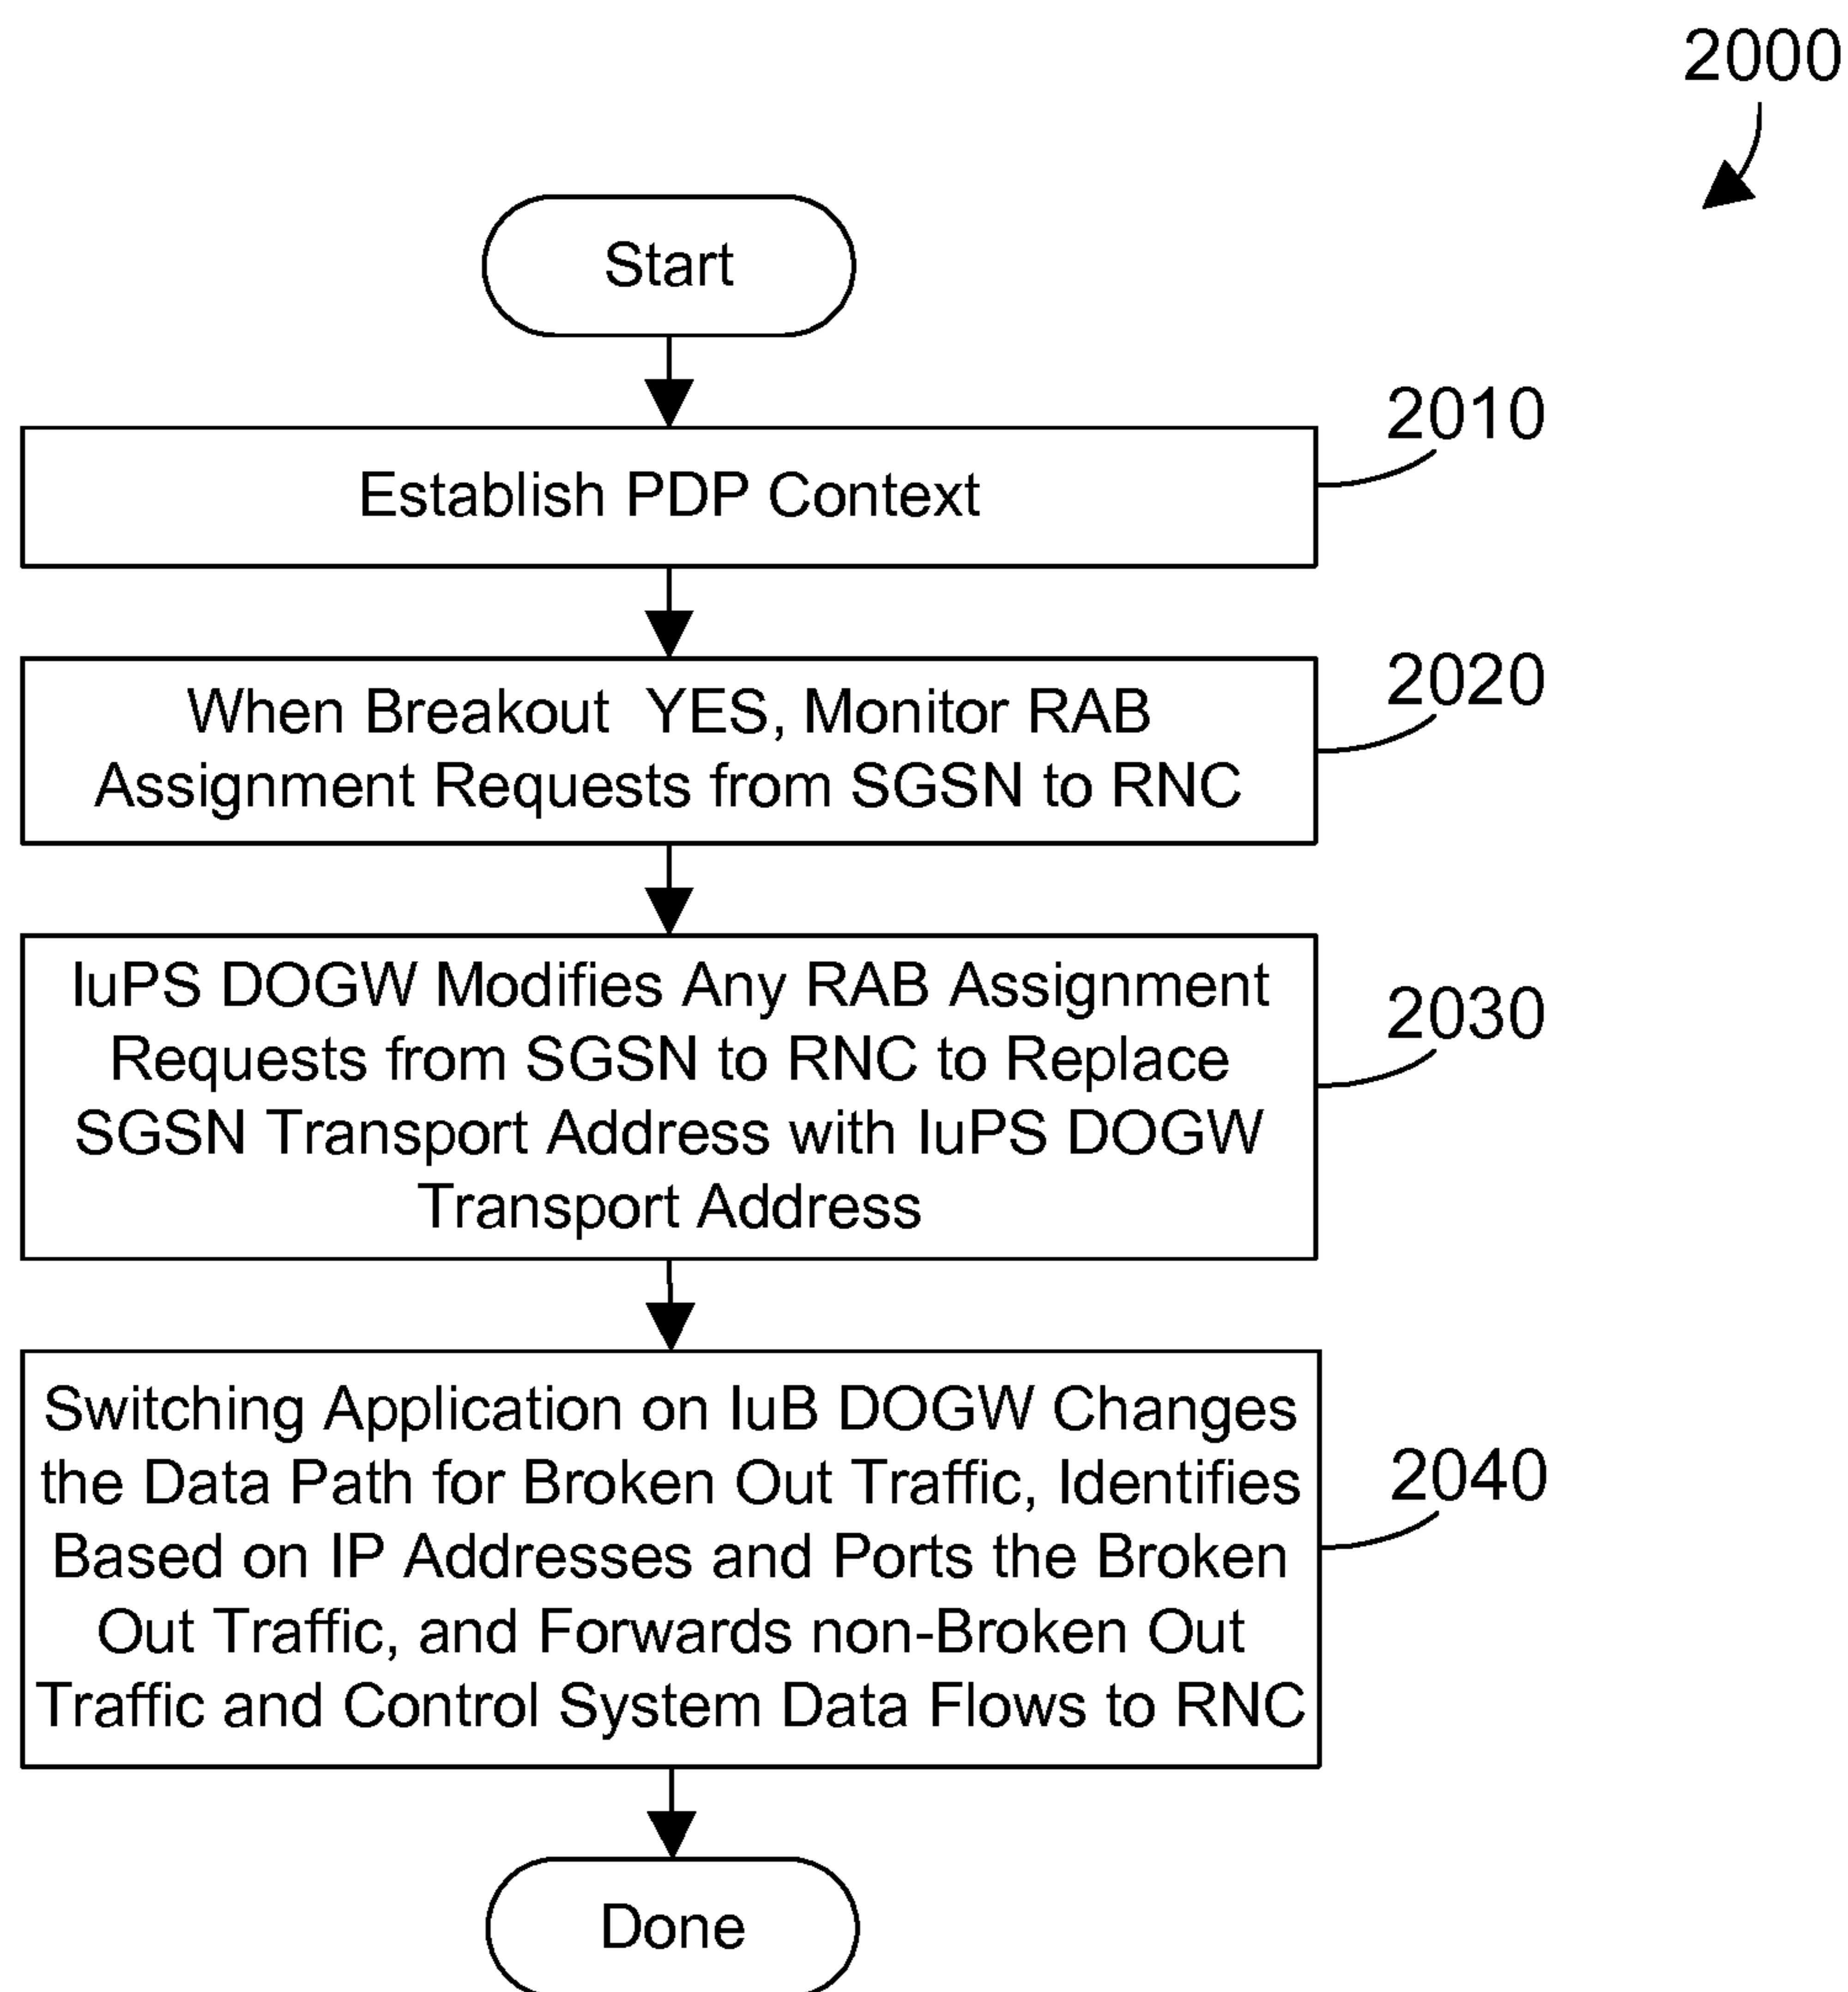 2000
Start
2010
Establish PDP Context
2020
When Breakout YES, Monitor RAB
Assignment Requests from SGSN to RNC
2030
IuPS DOGW Modifies Any RAB Assignment
Requests from SGSN to RNC to Replace
SGSN Transport Address with IuPS DOGW
Transport Address
2040
Switching Application on IuB DOGW Changes
the Data Path for Broken Out Traffic, Identifies
Based on IP Addresses and Ports the Broken
Out Traffic, and Forwards non-Broken Out
Traffic and Control System Data Flows to RNC
Done